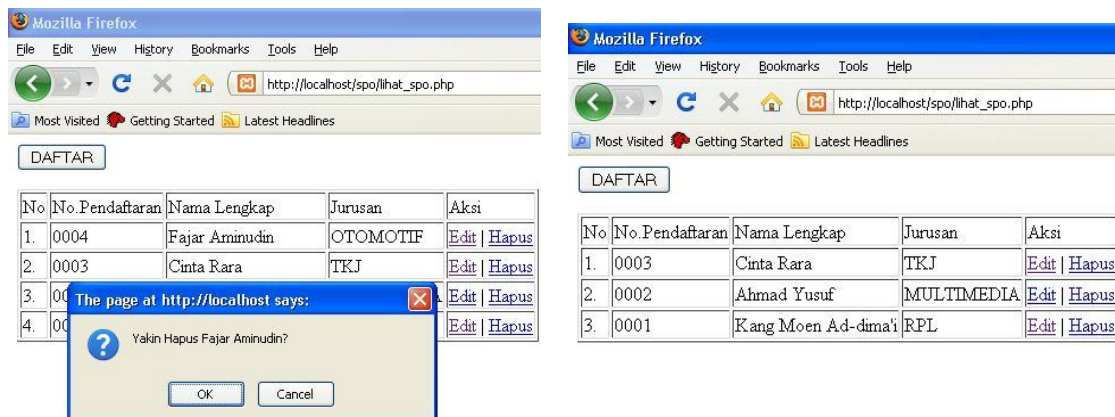 Mozilla Firefox
File Edit View History Bookmarks Tools Help
http://localhost/spo/lihat_spo.php
Most Visited Getting Started Latest Headlines
DAFTAR
No No.Pendaftaran Nama Lengkap Jurusan Aksi
1. 0004 Fajar Aminudin OTOMOTIF Edit | Hapus
2. 0003 Cinta Rara TKJ Edit | Hapus
3. 00 A Edit | Hapus
4. 00 Edit | Hapus
The page at http://localhost says:
Yakin Hapus Fajar Aminudin?
OK Cancel
Mozilla Firefox
File Edit View History Bookmarks Tools Help
http://localhost/spo/lihat_spo.php
Most Visited Getting Started Latest Headlines
DAFTAR
No No.Pendaftaran Nama Lengkap Jurusan Aksi
1. 0003 Cinta Rara TKJ Edit | Hapus
2. 0002 Ahmad Yusuf MULTIMEDIA Edit | Hapus
3. 0001 Kang Moen Ad-dima'i RPL Edit | Hapus